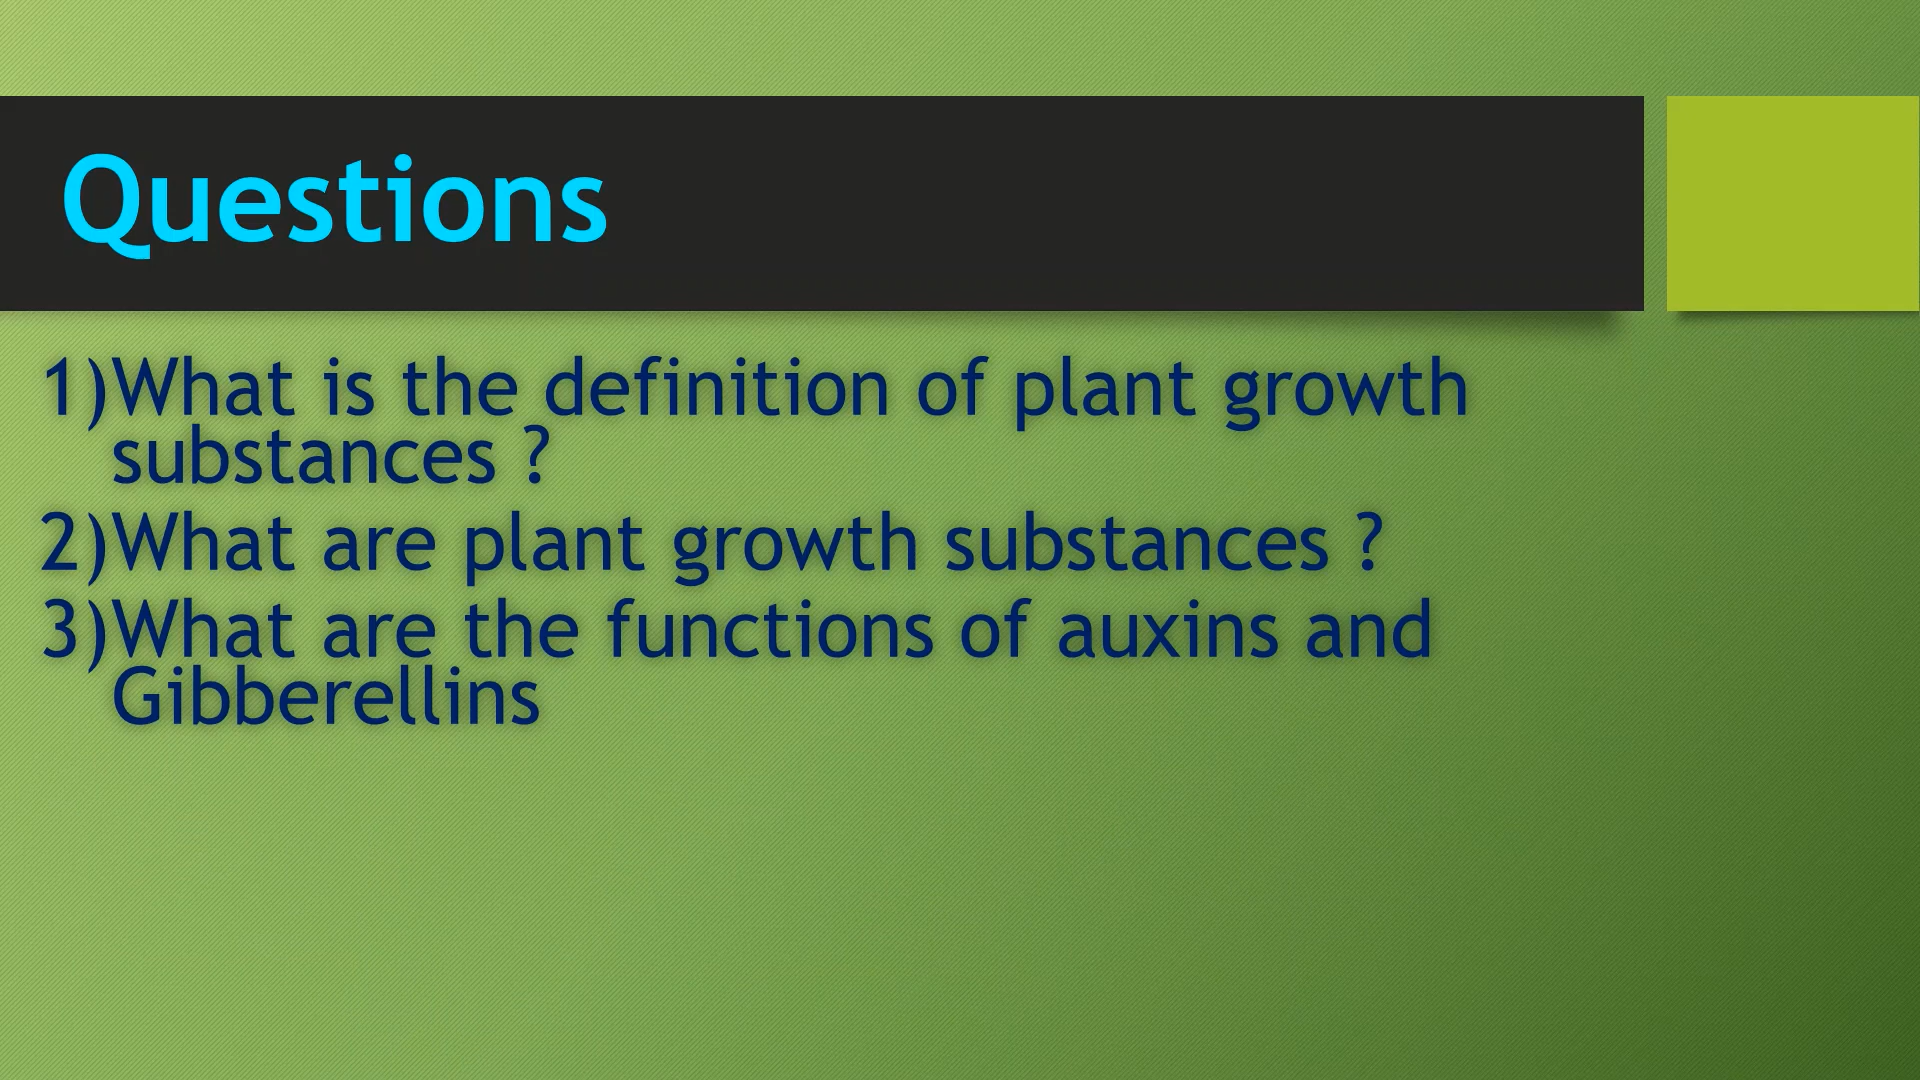 Questions
1)What is the definition of plant growth
substances ?
2)What are plant growth substances ?
3)What are the functions of auxins and
Gibberellins